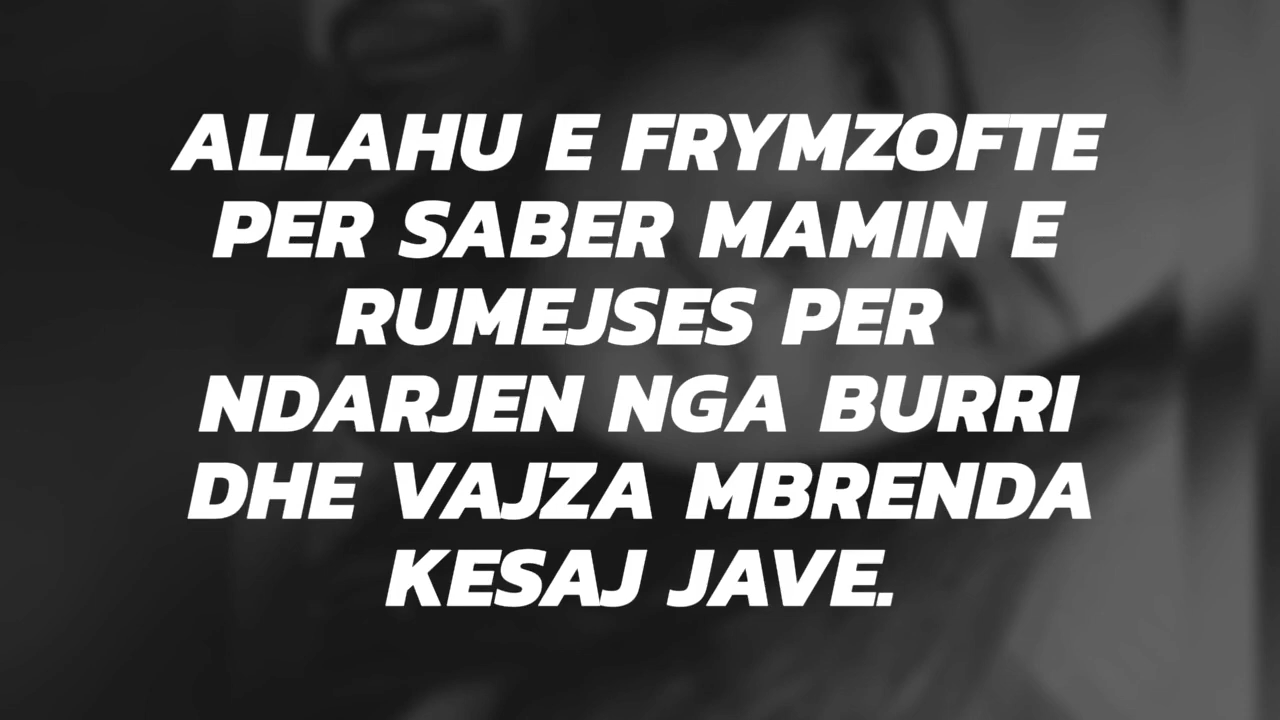 ALLAHU E FRYMZOFTE
PER SABER MAMIN E
RUMEJSES PER
NDARJEN NGA BURRI
DHE VAJZA MBRENDA
KESAJ JAVE.